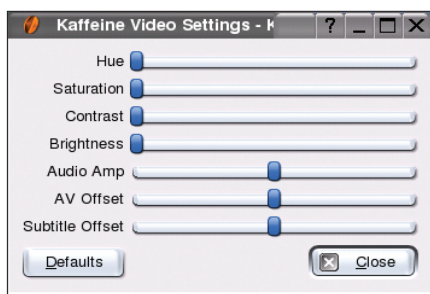 Kaffeine Video Settings - K
?
Hue
Saturation
Contrast
Brightness
Audio Amp
AV Offset
Subtitle Offset
Defaults
Close